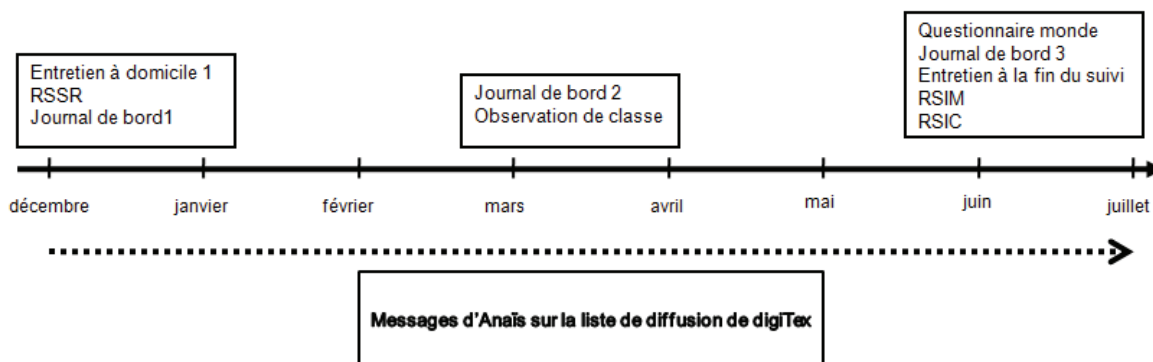 Entretien à domicile 1
RSSR
Journal de bord1
Journal de bord 2
Observation de classe
Questionnaire monde
Journal de bord 3
Entretien à la fin du suivi
RSIM
RSIC
décembre janvier février mars avril mai juin juillet
Messages d'Anaïs sur la liste de diffusion de digiTex